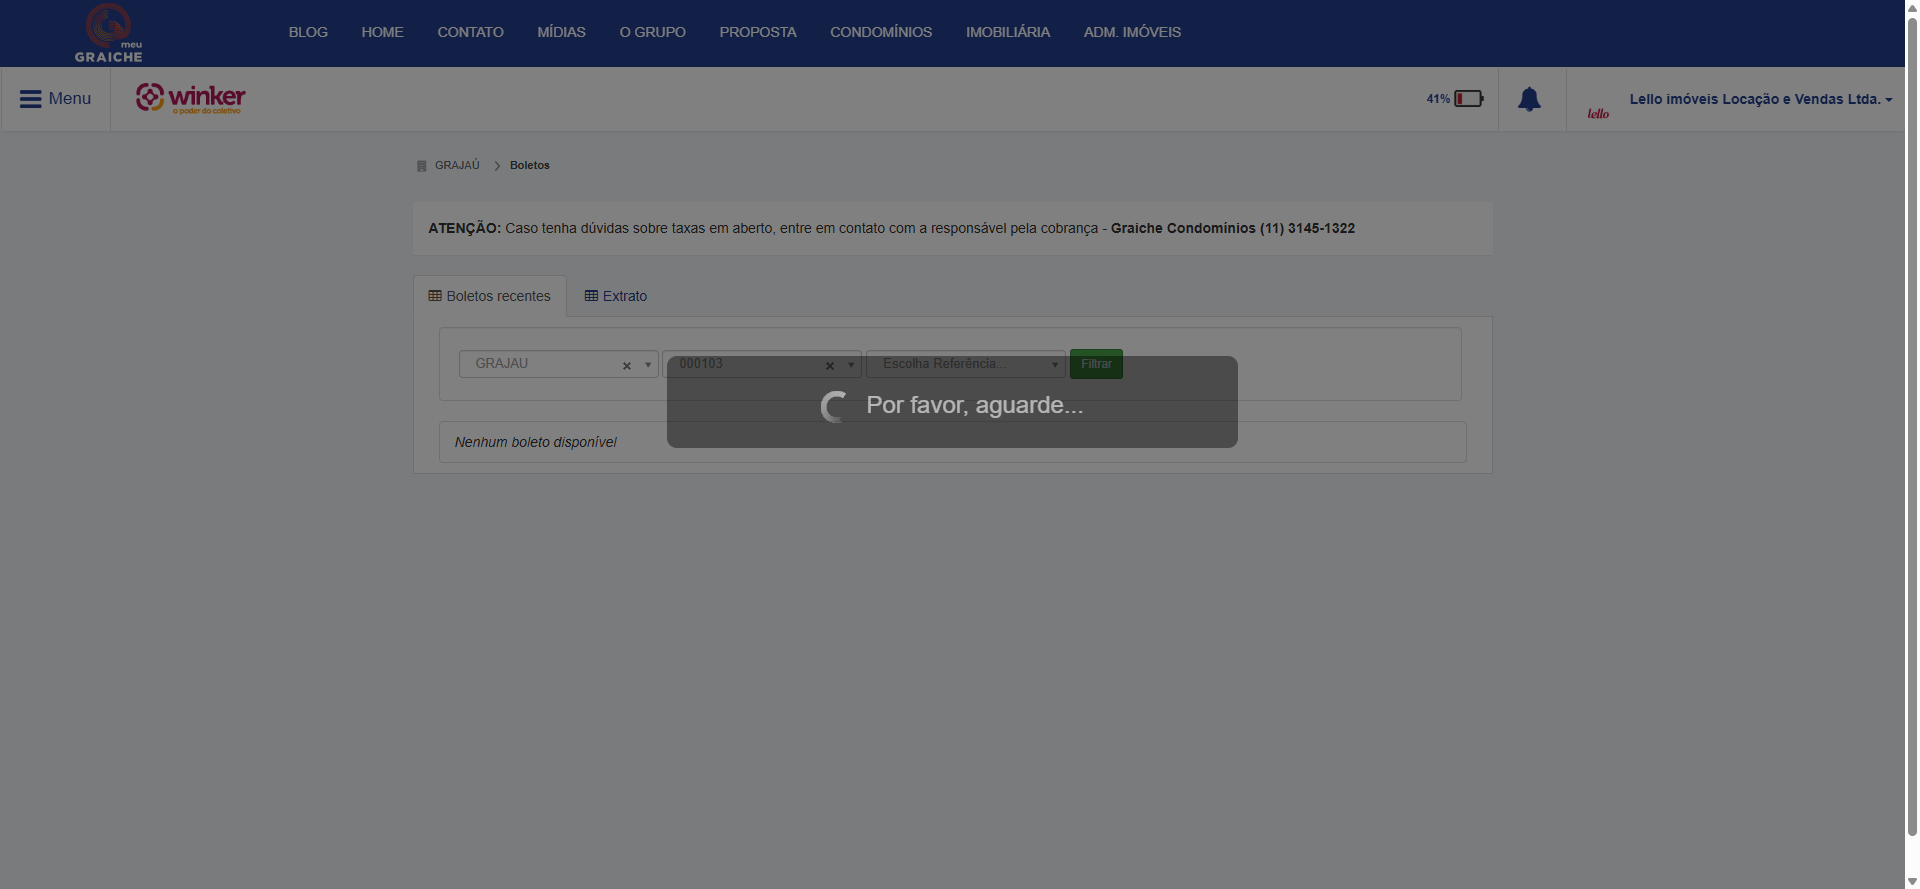 meu
GRAICHE
BLOG HOME CONTATO MÍDIAS O GRUPO PROPOSTA CONDOMÍNIOS IMOBILIÁRIA ADM. IMÓVEIS
Menu
winker
o poder do coletivo
41%
lello
Lello imóveis Locação e Vendas Ltda.
GRAJAÚ > Boletos
ATENÇÃO: Caso tenha dúvidas sobre taxas em aberto, entre em contato com a responsável pela cobrança - Graiche Condomínios (11) 3145-1322
Boletos recentes Extrato
GRAJAU × 000103 × Escolha Referência... Filtrar
Por favor, aguarde...
Nenhum boleto disponível